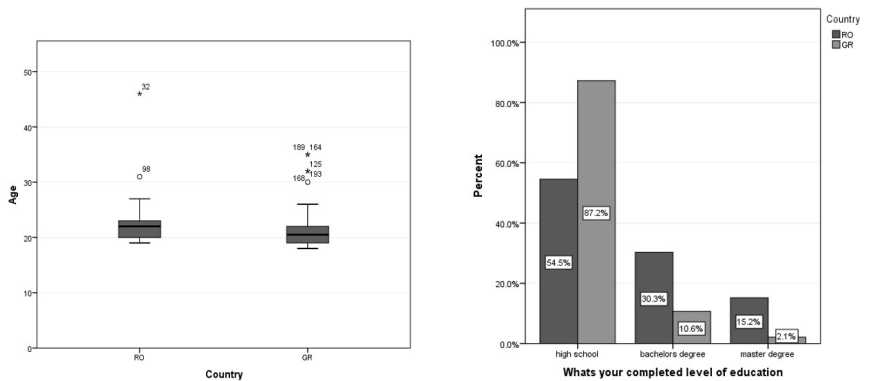 50
40
30
20
10
0
Age
32
98
189 164
125
168 193
RO GR
Country
100.0%
80.0%
60.0%
40.0%
20.0%
0.0%
Percent
54.5%
87.2%
30.3%
10.6%
15.2%
2.1%
high school bachelors degree master degree
Whats your completed level of education
Country
RO
GR